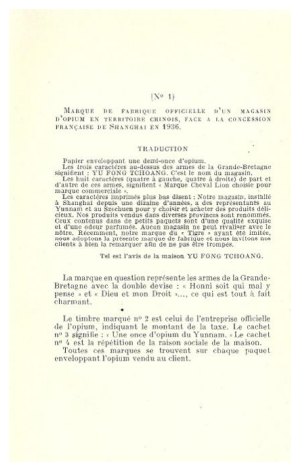 (N° 1)
MARQUE DE FABRIQUE OFFICIELLE D'UN MAGASIN
D'OPIUM EN TERRITOIRE CHINOIS, FACE A LA CONCESSION
FRANÇAISE DE SHANGHAI EN 1936.
TRADUCTION
Papier enveloppant une demi-once d'opium.
Les trois caractères au-dessus des armes de la Grande-Bretagne
signifient : YU FONG TCHOANG. C'est le nom du magasin.
Les huit caractères (quatre à gauche, quatre à droite) de part et
d'autre de ces armes, signifient « Marque Cheval Lion choisie pour
marque commerciale ».
Les caractères imprimés plus bas disent : Notre magasin, installé
à Shanghai depuis une dizaine d'années, a des représentants au
Yunnam et au Szechuen pour y choisir et acheter des produits déli-
cieux. Nos produits vendus dans diverses provinces sont renommés.
Ceux contenus dans de petits paquets sont d'une qualité exquise
et d'une odeur parfumée. Aucun magasin ne peut rivaliser avec le
nôtre. Récemment, notre marque du « Tigre » ayant été imitée,
nous adoptons la présente marque de fabrique et nous invitons nos
clients à bien la remarquer afin de ne pas être trompés.
Tel est l'avis de la maison YU FONG TCHOANG.
La marque en question représente les armes de la Grande-
Bretagne avec la double devise : « Honni soit qui mal y
pense » et « Dieu et mon Droit »..., ce qui est tout à fait
charmant.
Le timbre marqué n° 2 est celui de l'entreprise officielle
de l'opium, indiquant le montant de la taxe. Le cachet
n° 3 signifie : « Une once d'opium du Yunnam. » Le cachet
n° 4 est la répétition de la raison sociale de la maison.
Toutes ces marques se trouvent sur chaque paquet
enveloppant l'opium vendu au client.